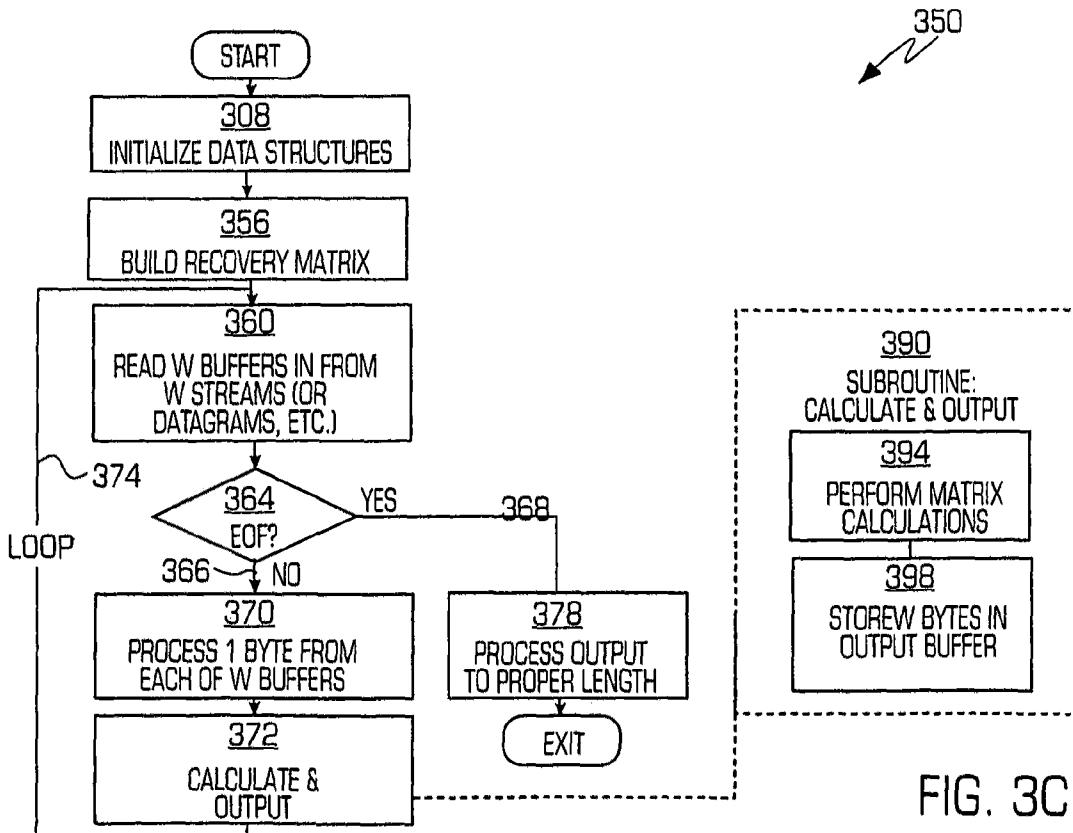 350
START
308
INITIALIZE DATA STRUCTURES
356
BUILD RECOVERY MATRIX
360
READ W BUFFERS IN FROM
W STREAMS (OR
DATAGRAMS, ETC.)
374
364
EOF?
YES
368
LOOP
366
NO
370
PROCESS 1 BYTE FROM
EACH OF W BUFFERS
378
PROCESS OUTPUT
TO PROPER LENGTH
EXIT
372
CALCULATE &
OUTPUT
390
SUBROUTINE:
CALCULATE & OUTPUT
394
PERFORM MATRIX
CALCULATIONS
398
STOREW BYTES IN
OUTPUT BUFFER
FIG. 3C